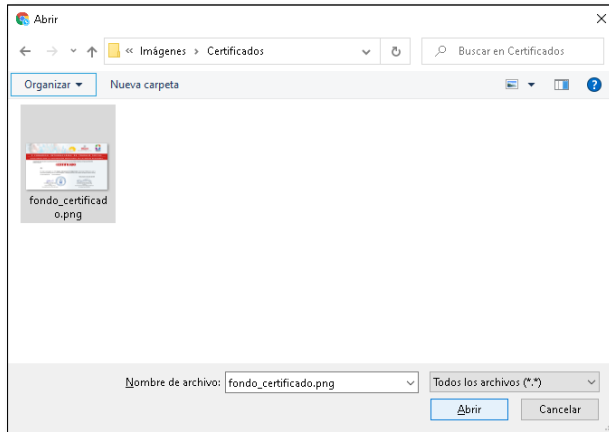 Abrir
« Imágenes > Certificados
Buscar en Certificados
Organizar
Nueva carpeta
CERTIFICADO
fondo_certificad
o.png
Nombre de archivo: fondo_certificado.png
Todos los archivos (*.*)
Abrir
Cancelar